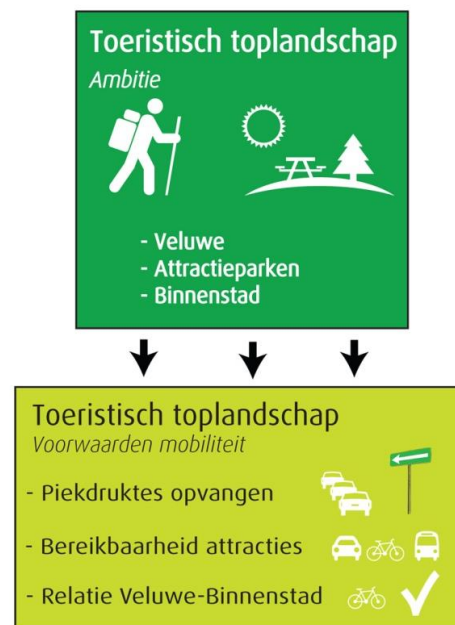 Toeristisch toplandschap
Ambitie
- Veluwe
- Attractieparken
- Binnenstad
Toeristisch toplandschap
Voorwaarden mobiliteit
- Piekdruktes opvangen
- Bereikbaarheid attracties
- Relatie Veluwe-Binnenstad